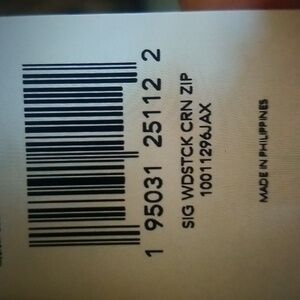 1 95031 25112 2
SIG WDSTCK CRN ZIP
10011296JAX
MADE IN PHILIPPINES